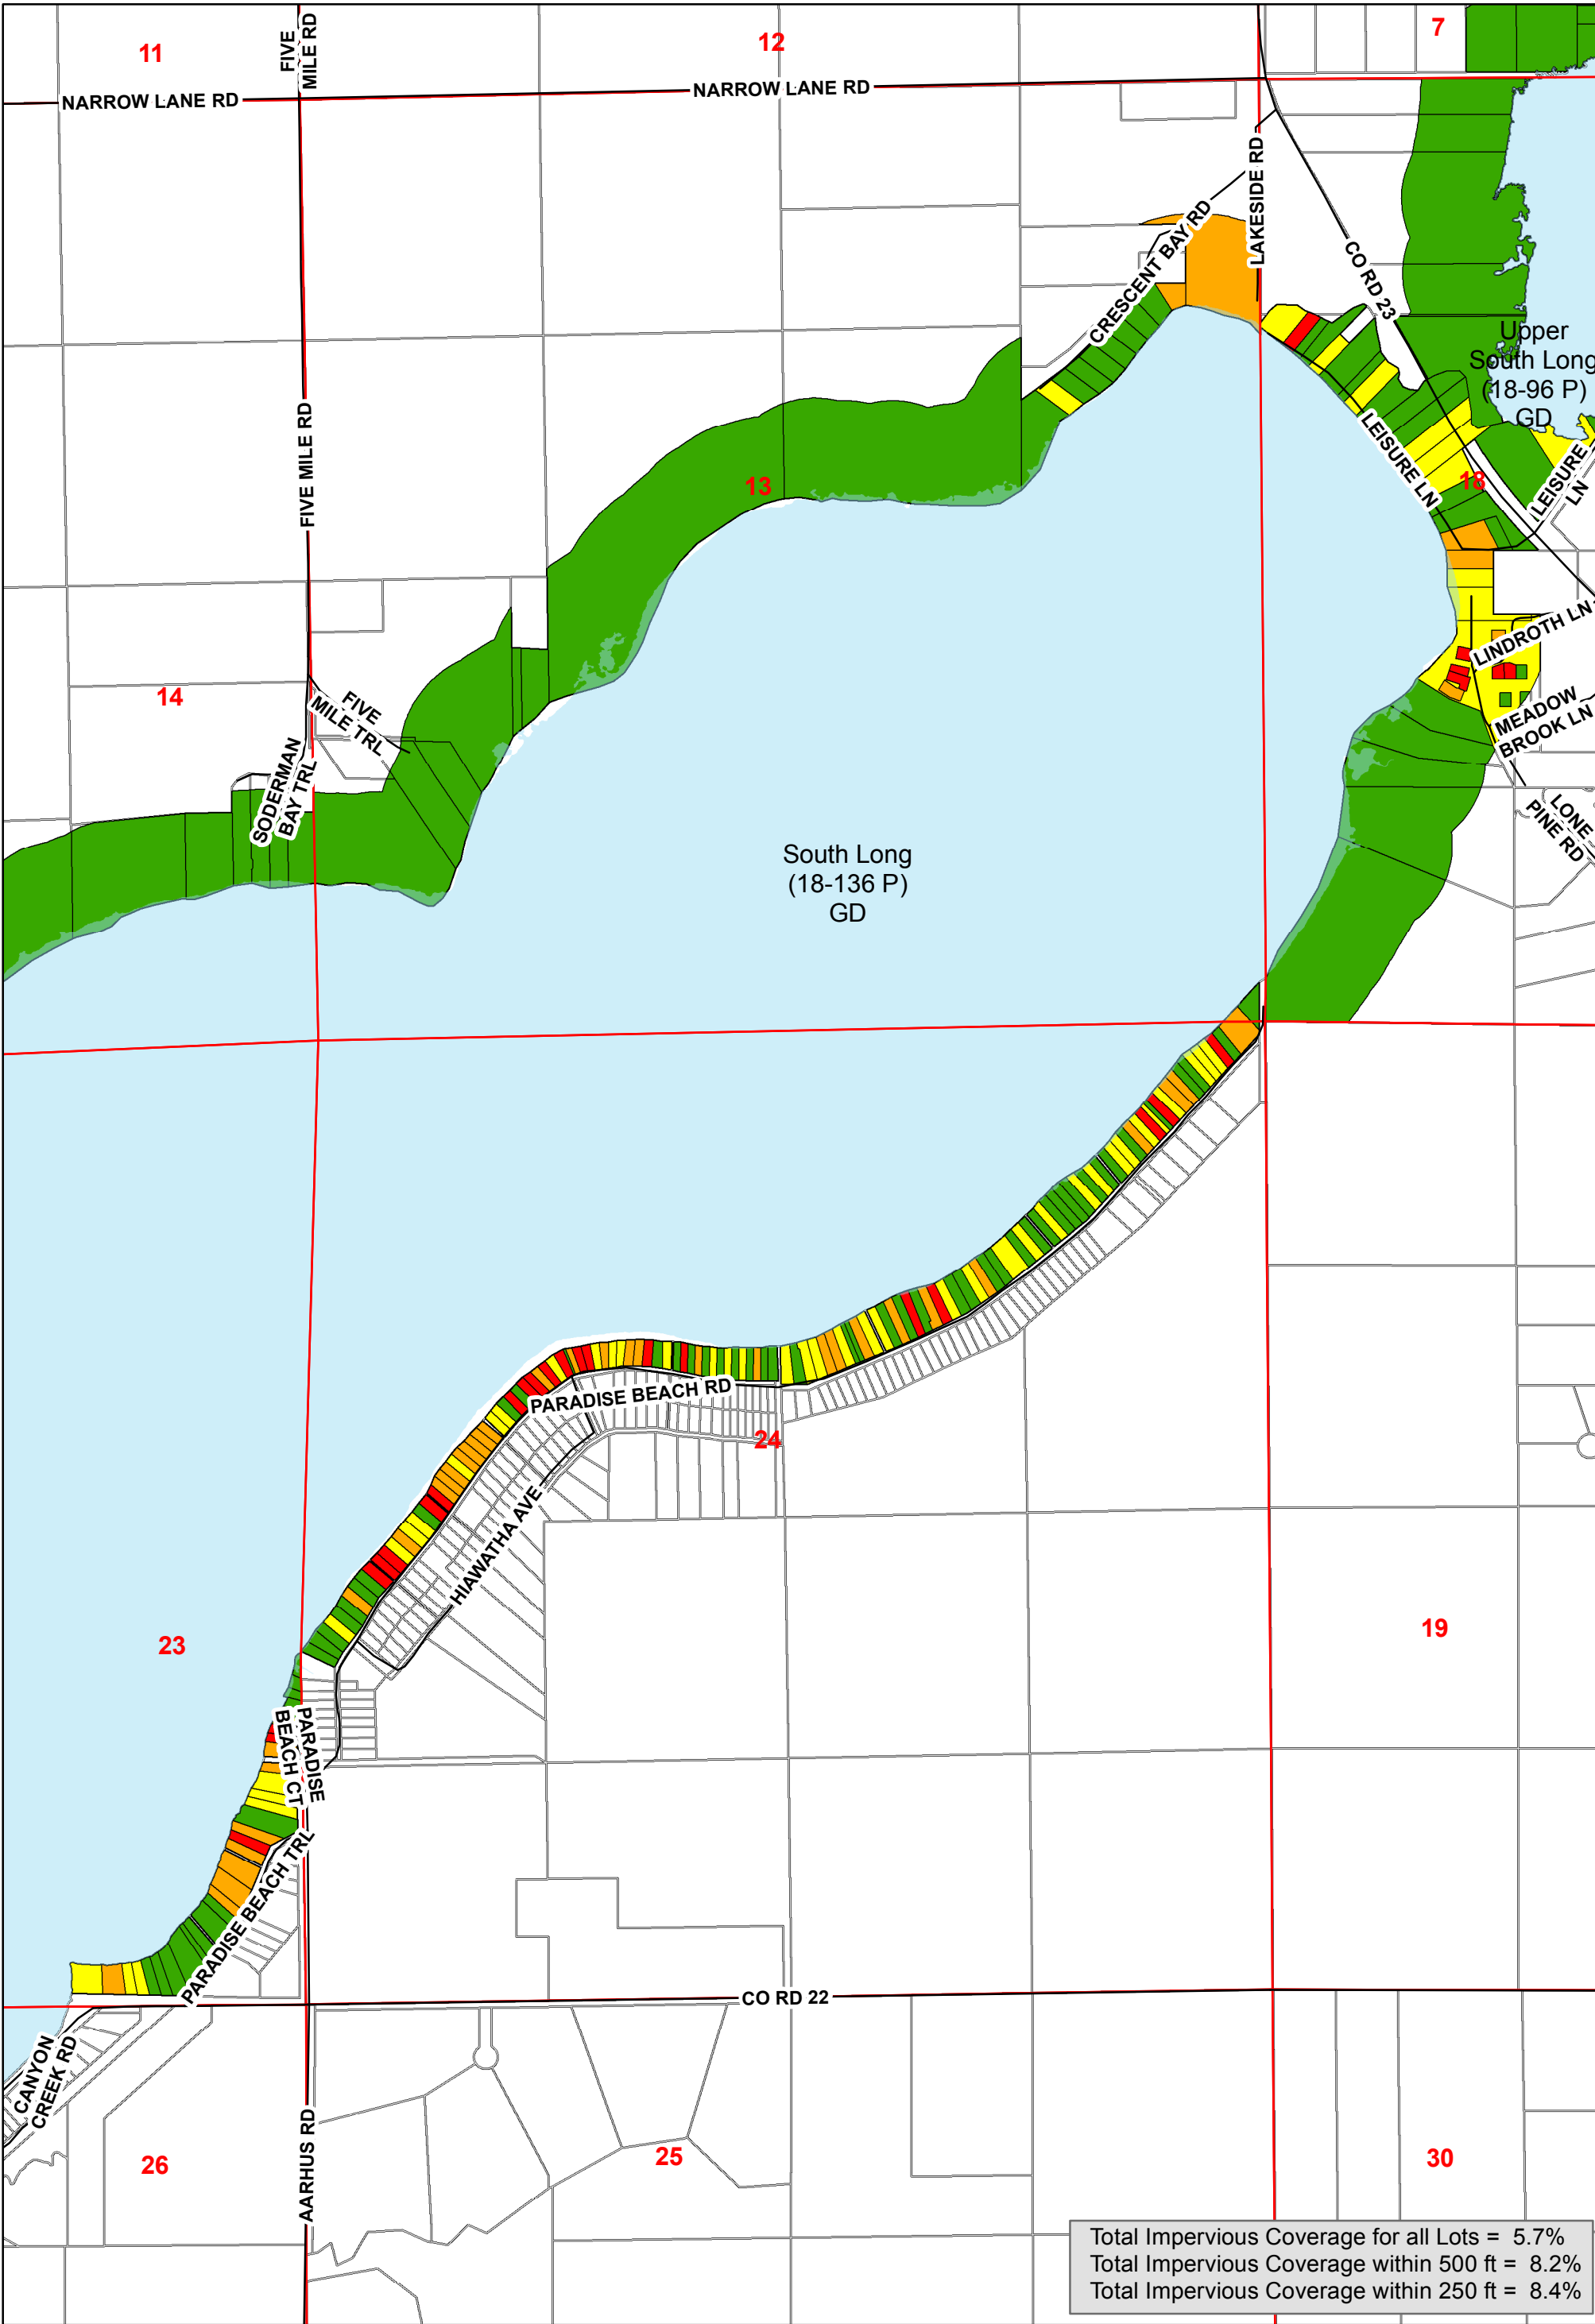 11
FIVE
MILE RD
12
7
NARROW LANE RD
NARROW LANE RD
LAKESIDE RD
CRESCENT BAY RD
CO RD 23
Upper
South Long
(18-96 P)
GD
FIVE MILE RD
LEISURE LN
13
18
LEISURE
LN
LINDROTH LN
14
FIVE
MILE TRL
MEADOW
BROOK LN
SODERMAN
BAY TRL
LONE
PINE RD
South Long
(18-136 P)
GD
PARADISE BEACH RD
24
HIAWATHA AVE
23
19
PARADISE
BEACH CT
PARADISE BEACH TRL
CO RD 22
CANYON
CREEK RD
AARHUS RD
26
25
30
Total Impervious Coverage for all Lots = 5.7%
Total Impervious Coverage within 500 ft = 8.2%
Total Impervious Coverage within 250 ft = 8.4%